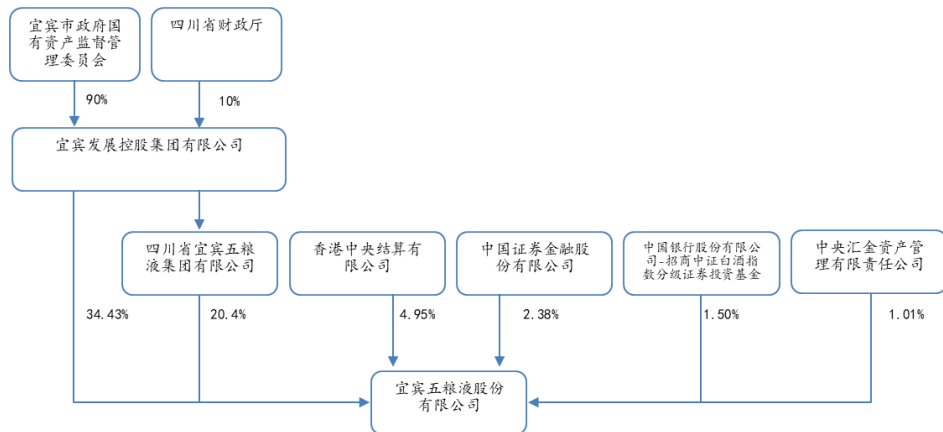 宜宾市政府国
有资产监督管
理委员会
四川省财政厅
90%
10%
宜宾发展控股集团有限公司
四川省宜宾五粮
液集团有限公司
香港中央结算有
限公司
中国证券金融股
份有限公司
中国银行股份有限公
司-招商中证白酒指
数分级证券投资基金
中央汇金资产管
理有限责任公司
34.43%
20.4%
4.95%
2.38%
1.50%
1.01%
宜宾五粮液股份
有限公司